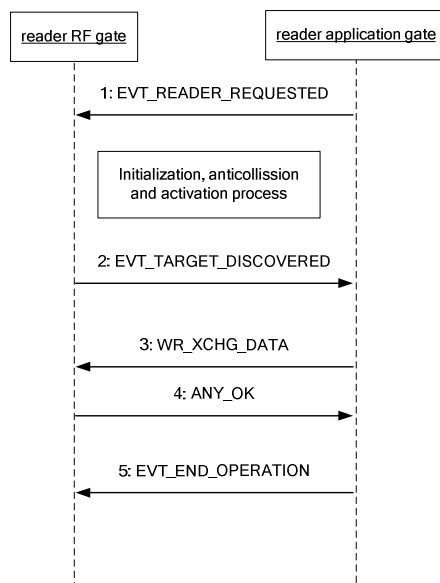 reader RF gate
reader application gate
1: EVT_READER_REQUESTED
Initialization, anticollission
and activation process
2: EVT_TARGET_DISCOVERED
3: WR_XCHG_DATA
4: ANY_OK
5: EVT_END_OPERATION